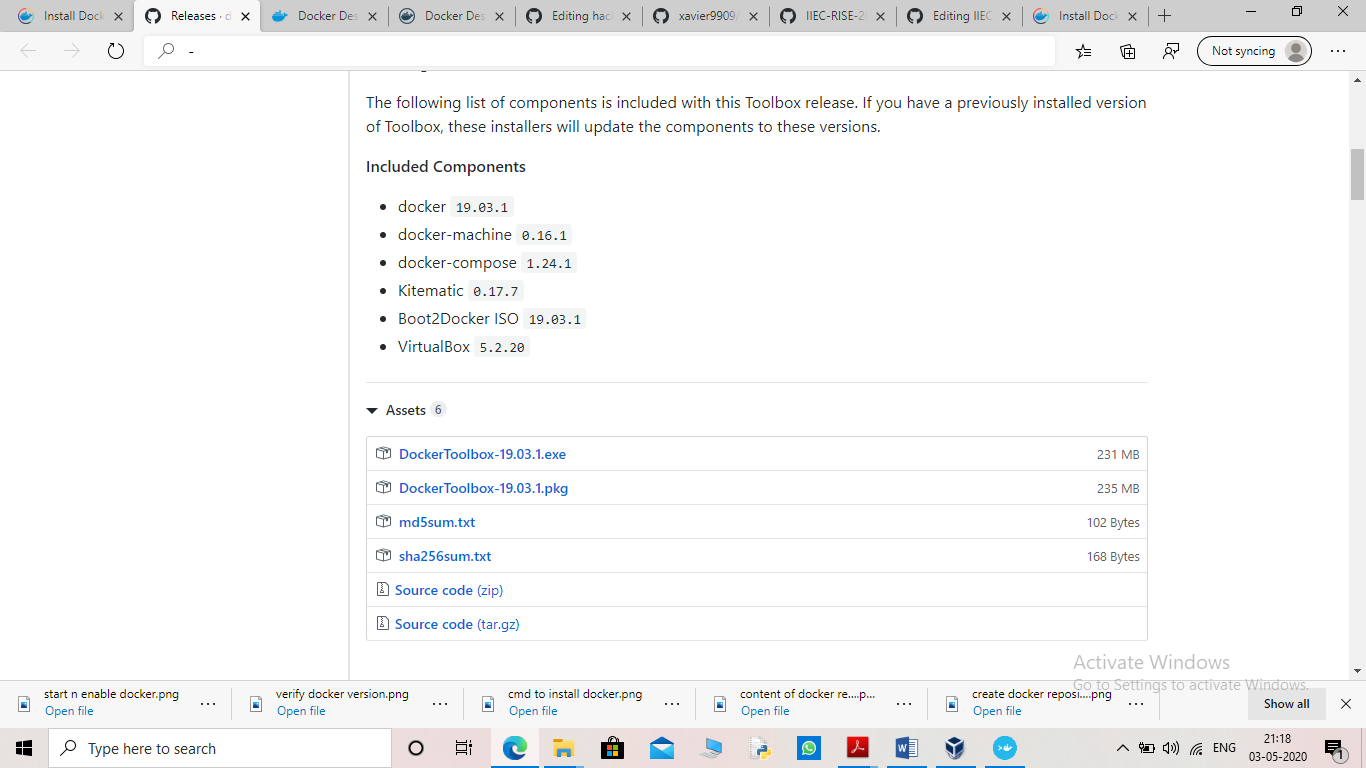 Install Dock
Releases · d
Docker Des
Docker Des
Editing hac
xavier9909/
IIEC-RISE-2
Editing IIEC
Install Dock
-
Not syncing
The following list of components is included with this Toolbox release. If you have a previously installed version
of Toolbox, these installers will update the components to these versions.
Included Components
docker 19.03.1
docker-machine 0.16.1
docker-compose 1.24.1
Kitematic 0.17.7
Boot2Docker ISO 19.03.1
VirtualBox 5.2.20
Assets 6
DockerToolbox-19.03.1.exe 231 MB
DockerToolbox-19.03.1.pkg 235 MB
md5sum.txt 102 Bytes
sha256sum.txt 168 Bytes
Source code (zip)
Source code (tar.gz)
Activate Windows
Go to Settings to activate Windows.
start n enable docker.png
Open file
verify docker version.png
Open file
cmd to install docker.png
Open file
content of docker re....p...
Open file
create docker reposi....png
Open file
Show all
Type here to search
ENG
21:18
03-05-2020
1